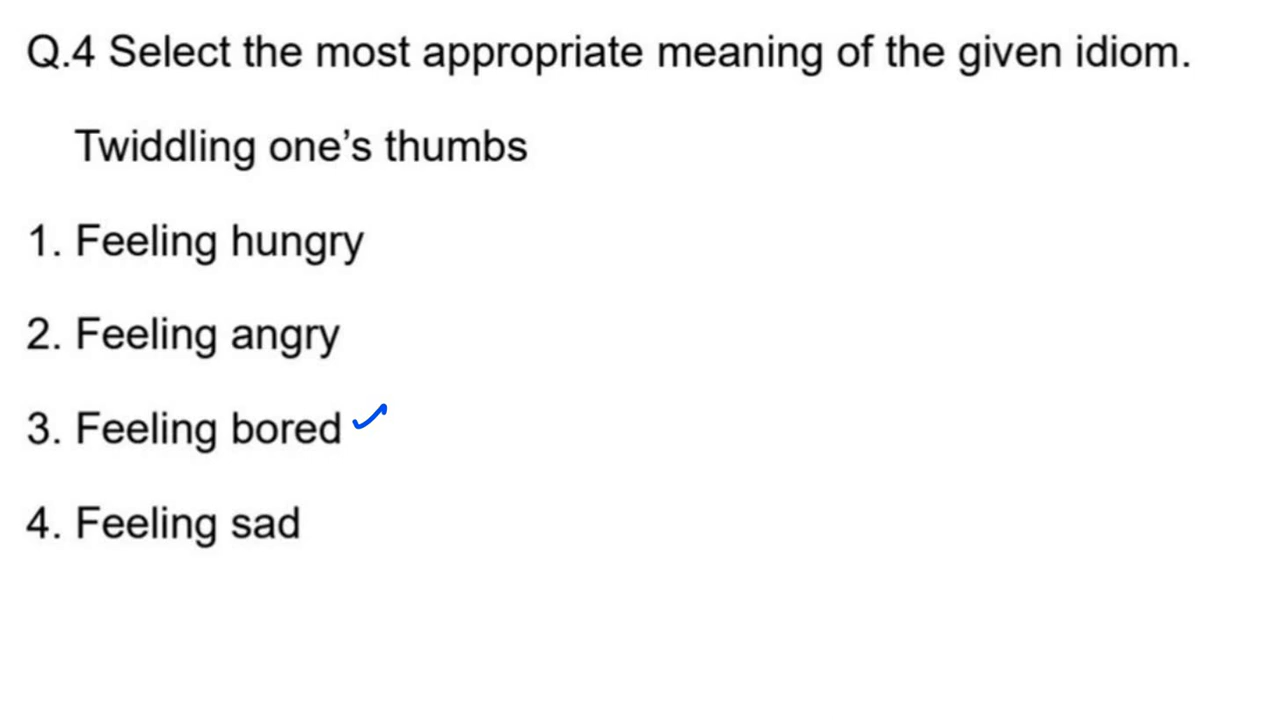 Q.4 Select the most appropriate meaning of the given idiom.
Twiddling one’s thumbs
1. Feeling hungry
2. Feeling angry
3. Feeling bored
4. Feeling sad